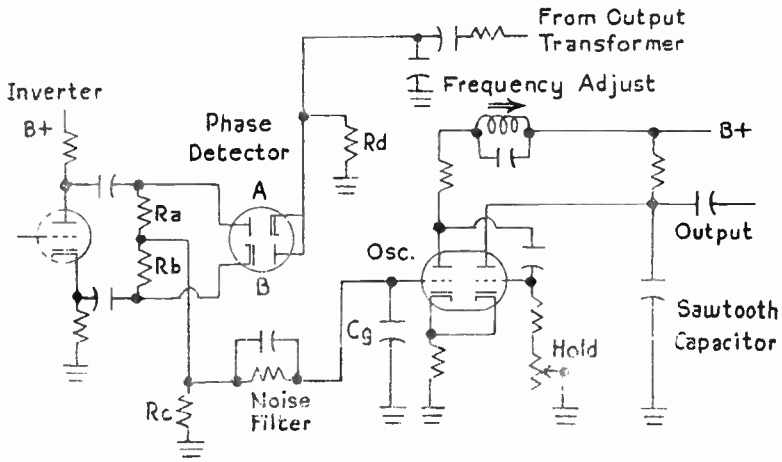 From Output
Transformer
Frequency Adjust
Inverter
B+
Phase
Detector
Rd
B+
A
Ra
Rb
B
Osc.
Output
Cg
Sawtooth
Capacitor
Hold
Noise
Filter
Rc